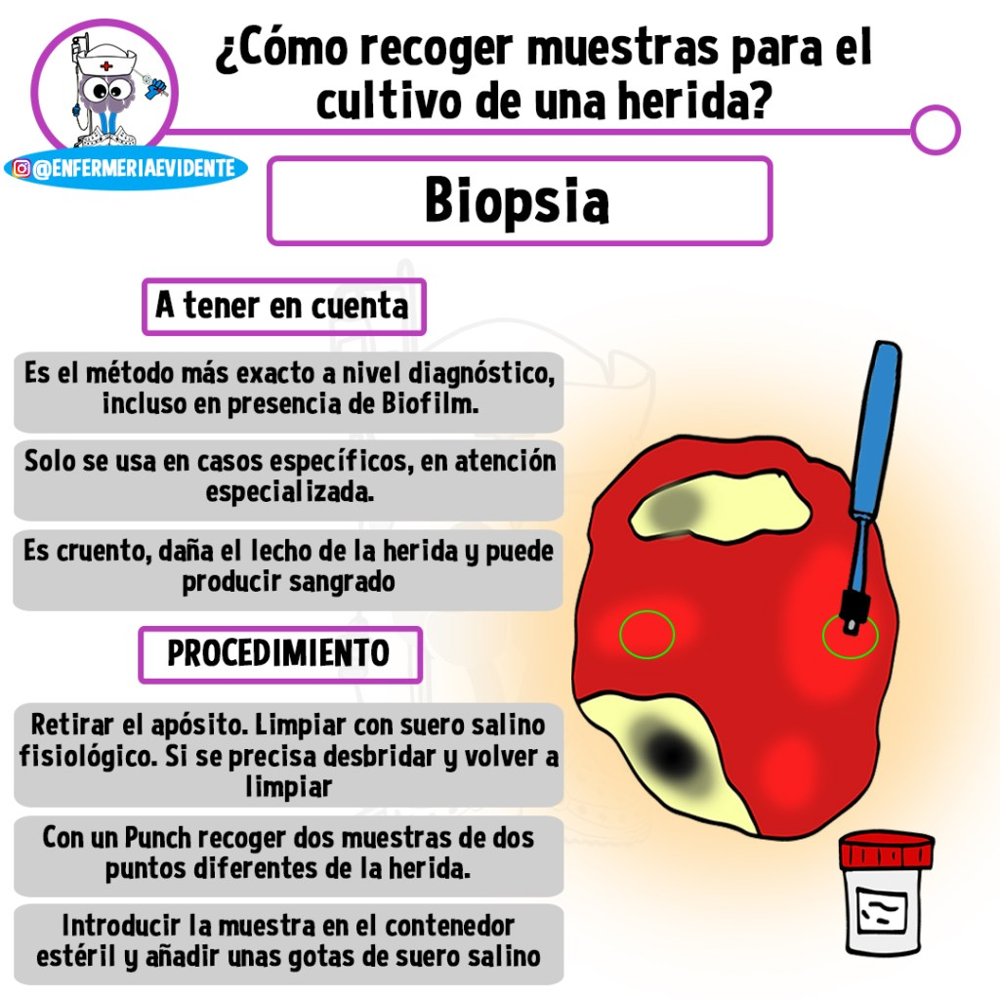 ¿Cómo recoger muestras para el
cultivo de una herida?
@ENFERMERIAEVIDENTE
Biopsia
A tener en cuenta
Es el método más exacto a nivel diagnóstico,
incluso en presencia de Biofilm.
Solo se usa en casos específicos, en atención
especializada.
Es cruento, daña el lecho de la herida y puede
producir sangrado
PROCEDIMIENTO
Retirar el apósito. Limpiar con suero salino
fisiológico. Si se precisa desbridar y volver a
limpiar
Con un Punch recoger dos muestras de dos
puntos diferentes de la herida.
Introducir la muestra en el contenedor
estéril y añadir unas gotas de suero salino